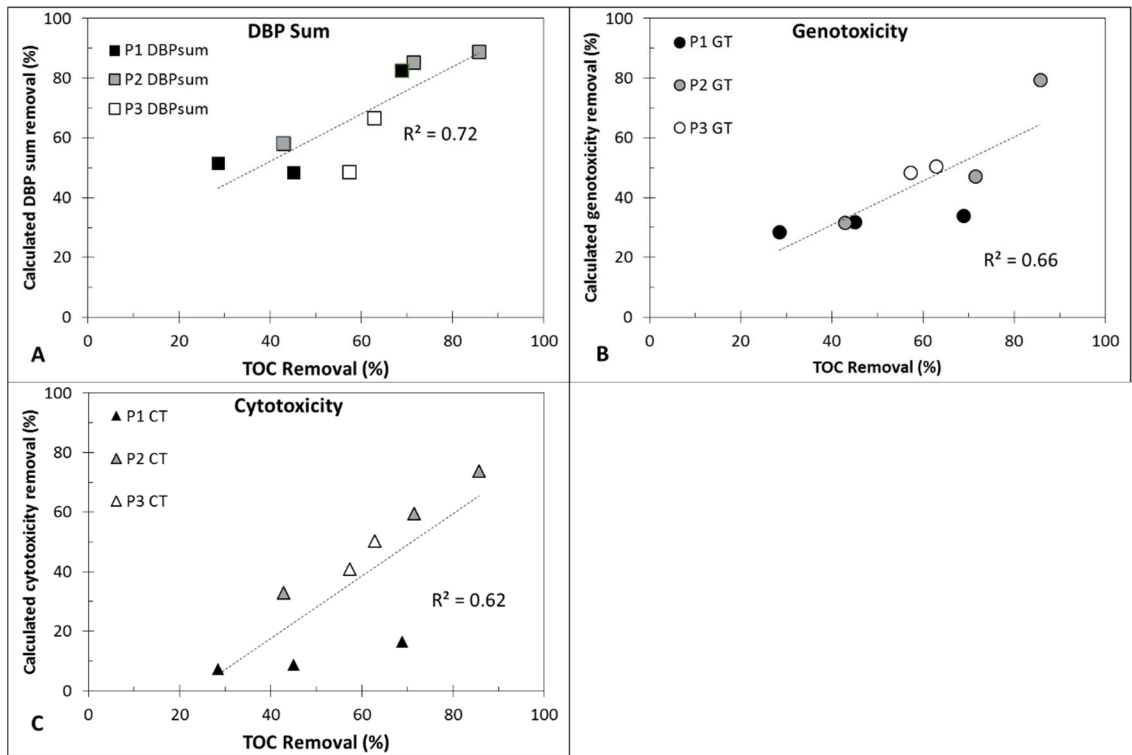 DBP Sum
P1 DBPsum
P2 DBPsum
P3 DBPsum
R² = 0.72
Calculated DBP sum removal (%)
100
80
60
40
20
0
0 20 40 60 80 100
TOC Removal (%)
A
Genotoxicity
P1 GT
P2 GT
P3 GT
R² = 0.66
Calculated genotoxicity removal (%)
100
80
60
40
20
0
0 20 40 60 80 100
TOC Removal (%)
B
Cytotoxicity
P1 CT
P2 CT
P3 CT
R² = 0.62
Calculated cytotoxicity removal (%)
100
80
60
40
20
0
0 20 40 60 80 100
TOC Removal (%)
C